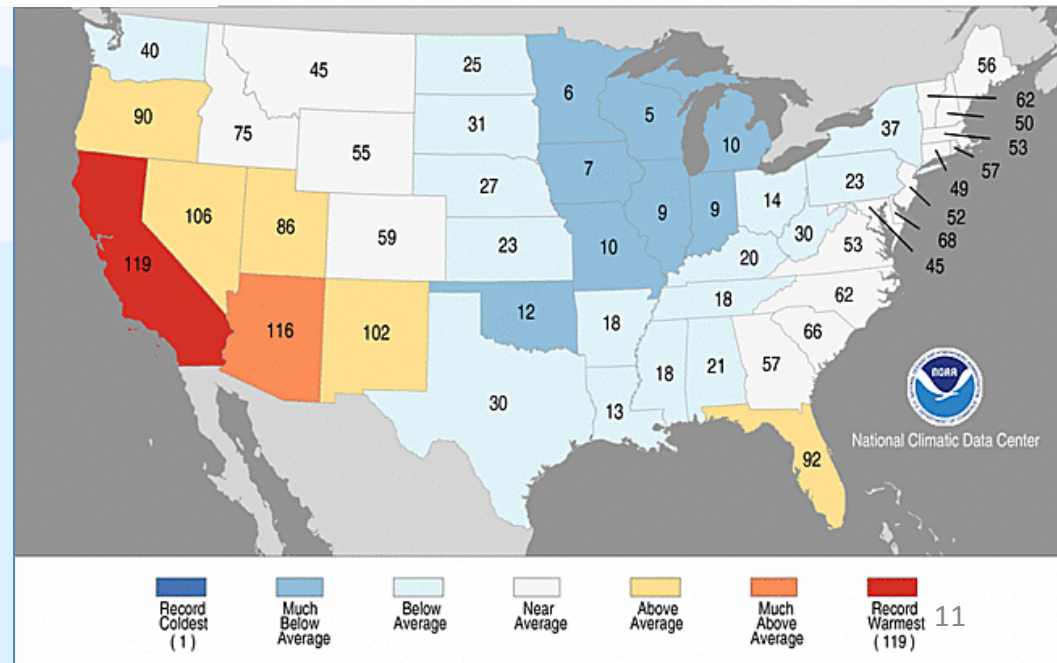 40
45
25
6
5
10
56
62
50
53
57
49
52
68
45
90
75
55
31
7
37
27
9
9
14
23
106
86
59
23
10
30
53
20
119
116
102
12
18
18
62
66
30
13
18
21
57
92
NOAA
National Climatic Data Center
Record
Coldest
( 1 )
Much
Below
Average
Below
Average
Near
Average
Above
Average
Much
Above
Average
Record
Warmest
( 119 )
11